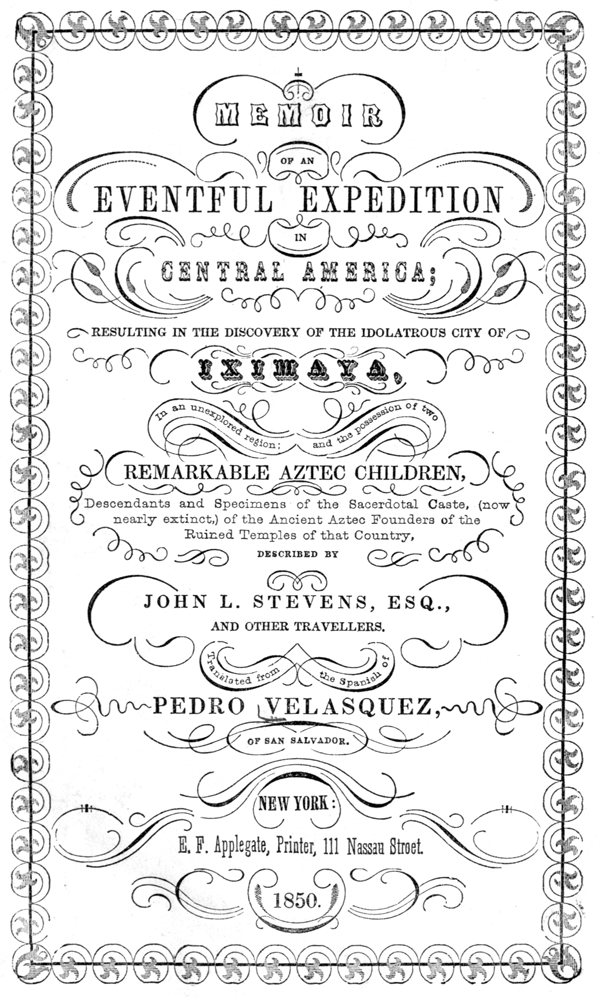 MEMOIR
OF AN
EVENTFUL EXPEDITION
IN
CENTRAL AMERICA;
RESULTING IN THE DISCOVERY OF THE IDOLATROUS CITY OF
IXIMAYA,
In an unexplored region; and the possession of two
REMARKABLE AZTEC CHILDREN,
Descendants and Specimens of the Sacerdotal Caste, (now
nearly extinct,) of the Ancient Aztec Founders of the
Ruined Temples of that Country,
DESCRIBED BY
JOHN L. STEVENS, ESQ.,
AND OTHER TRAVELLERS.
Translated from the Spanish of
PEDRO VELASQUEZ,
OF SAN SALVADOR.
NEW YORK:
E. F. Applegate, Printer, 111 Nassau Street.
1850.